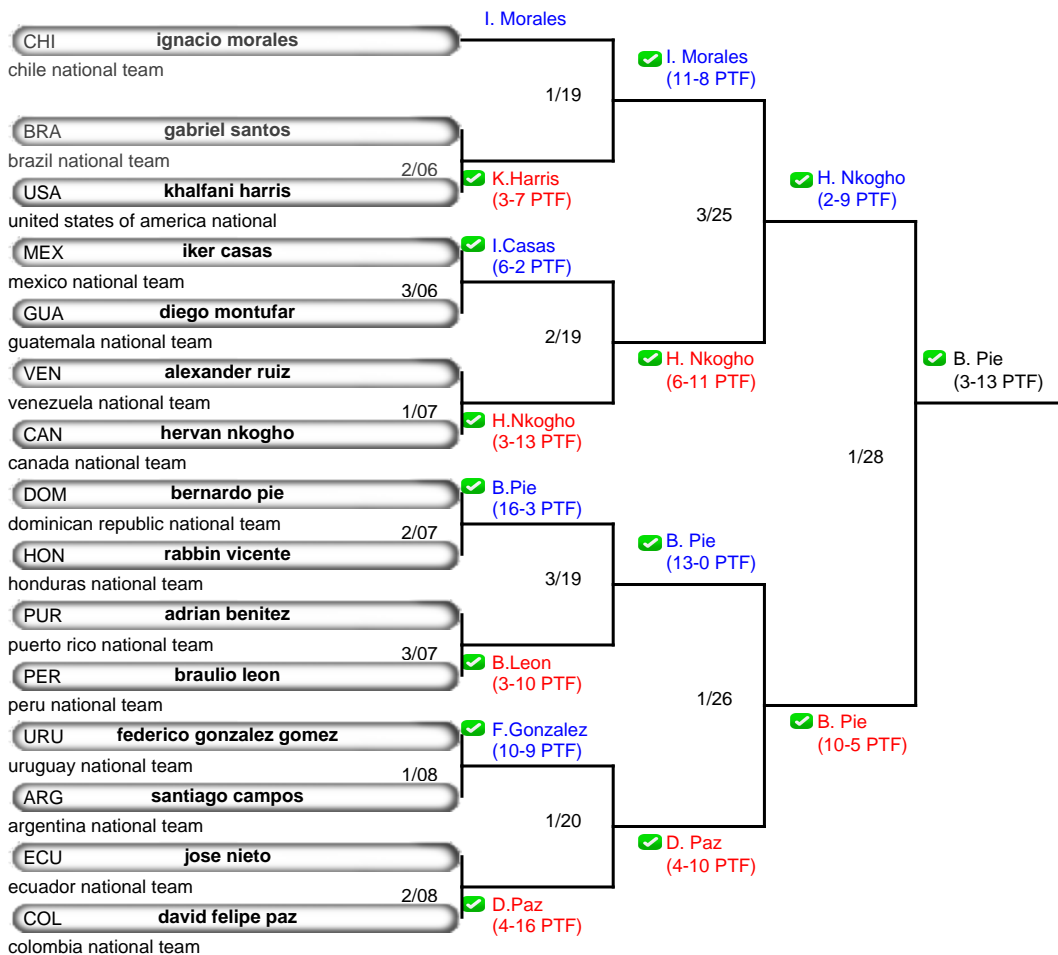 I. Morales
CHI ignacio morales
chile national team
I. Morales
(11-8 PTF)
1/19
BRA gabriel santos
brazil national team
2/06
USA khalfani harris
united states of america national
K.Harris
(3-7 PTF)
H. Nkogho
(2-9 PTF)
3/25
MEX iker casas
mexico national team
I.Casas
(6-2 PTF)
3/06
GUA diego montufar
guatemala national team
2/19
H. Nkogho
(6-11 PTF)
VEN alexander ruiz
venezuela national team
1/07
CAN hervan nkogho
canada national team
H.Nkogho
(3-13 PTF)
B. Pie
(3-13 PTF)
1/28
DOM bernardo pie
dominican republic national team
B.Pie
(16-3 PTF)
2/07
HON rabbin vicente
honduras national team
B. Pie
(13-0 PTF)
3/19
PUR adrian benitez
puerto rico national team
3/07
PER braulio leon
peru national team
B.Leon
(3-10 PTF)
1/26
B. Pie
(10-5 PTF)
URU federico gonzalez gomez
uruguay national team
F.Gonzalez
(10-9 PTF)
1/08
ARG santiago campos
argentina national team
1/20
D. Paz
(4-10 PTF)
ECU jose nieto
ecuador national team
2/08
COL david felipe paz
colombia national team
D.Paz
(4-16 PTF)